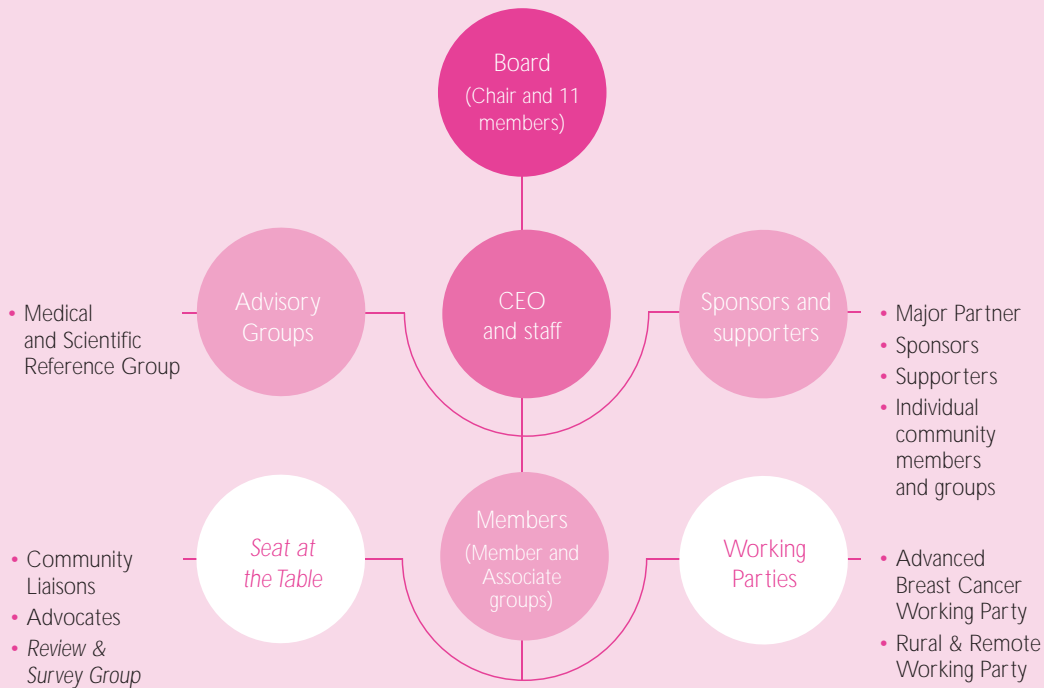 Board
(Chair and 11
members)
Advisory
Groups
CEO
and staff
Sponsors and
supporters
• Medical
and Scientific
Reference Group
• Major Partner
• Sponsors
• Supporters
• Individual
community
members
and groups
Seat at
the Table
Members
(Member and
Associate
groups)
Working
Parties
• Community
Liaisons
• Advocates
• Review &
Survey Group
• Advanced
Breast Cancer
Working Party
• Rural & Remote
Working Party